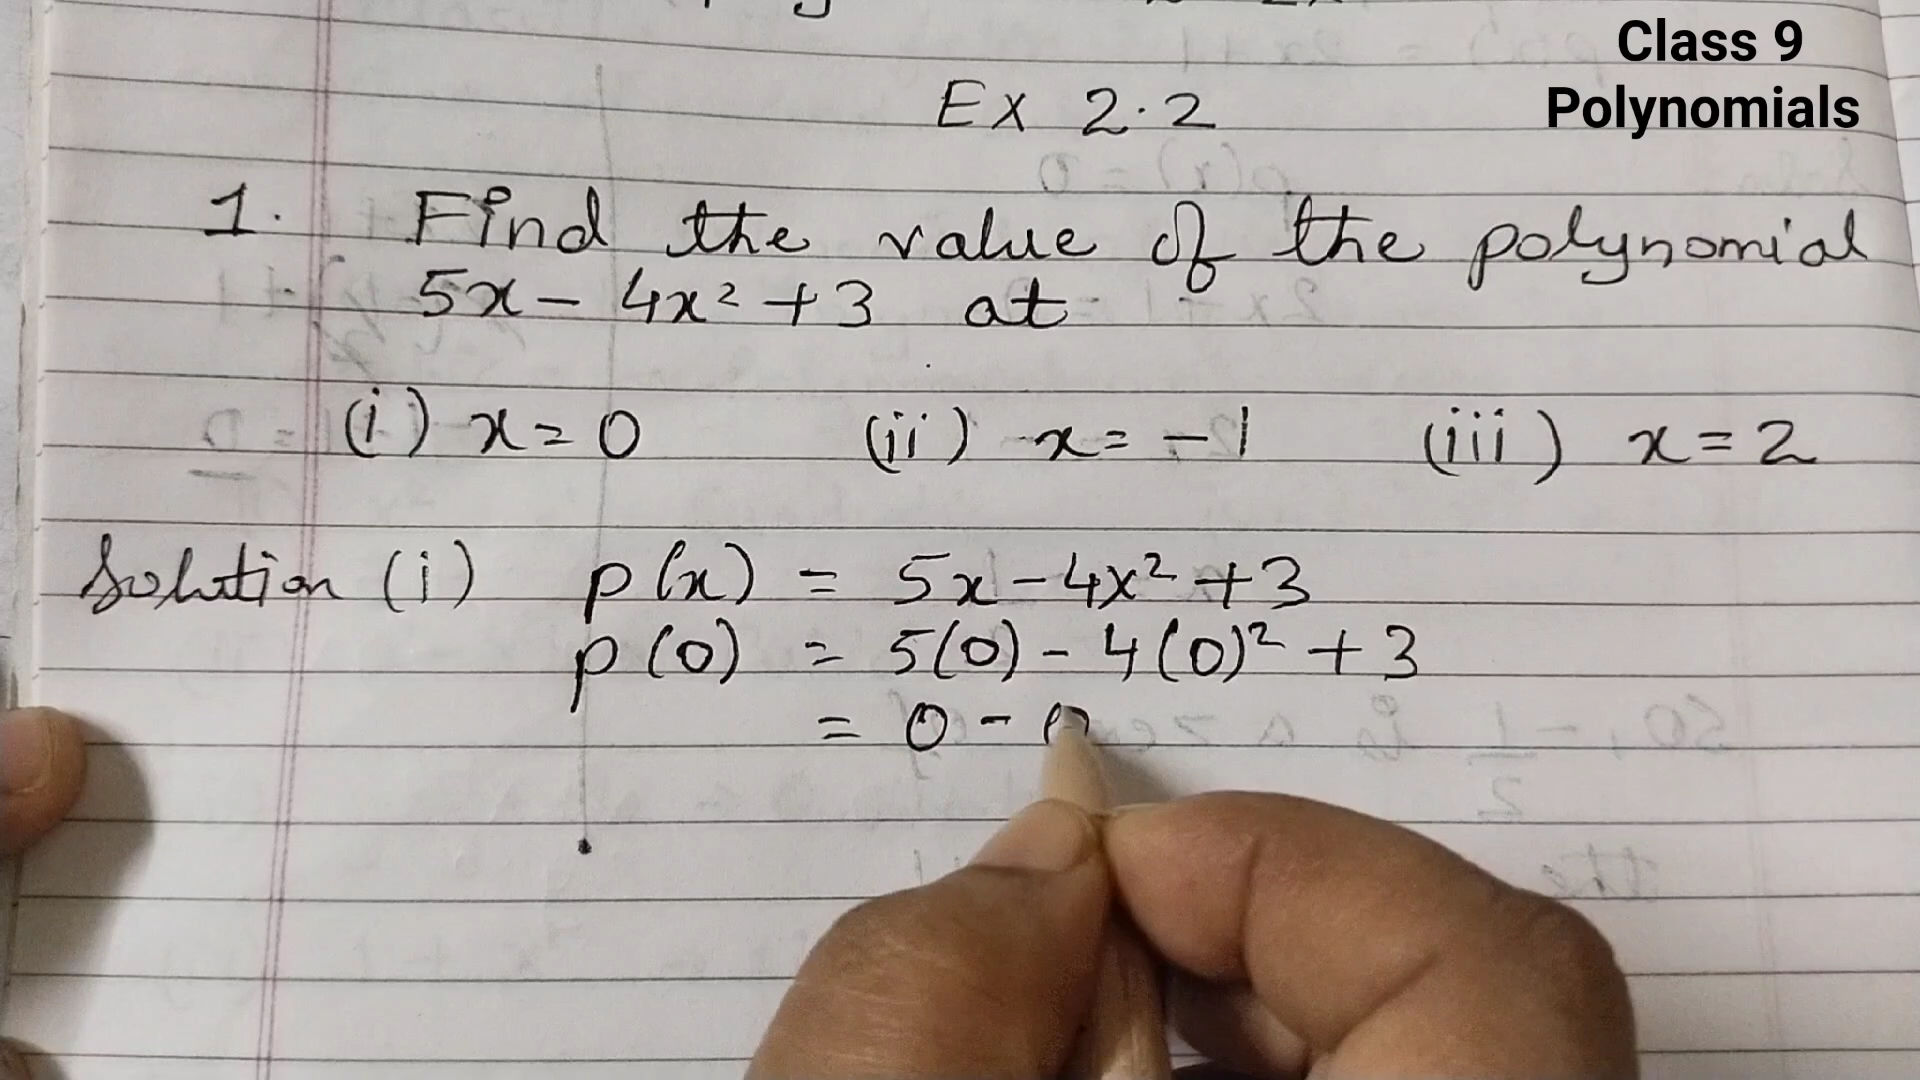 Class 9
Polynomials
Ex 2.2
1. Find the value of the polynomial
5x - 4x² + 3 at
(i) x = 0 (ii) x = -1 (iii) x = 2
Solution (i) p(x) = 5x - 4x² + 3
p(0) = 5(0) - 4(0)² + 3
= 0 - 0